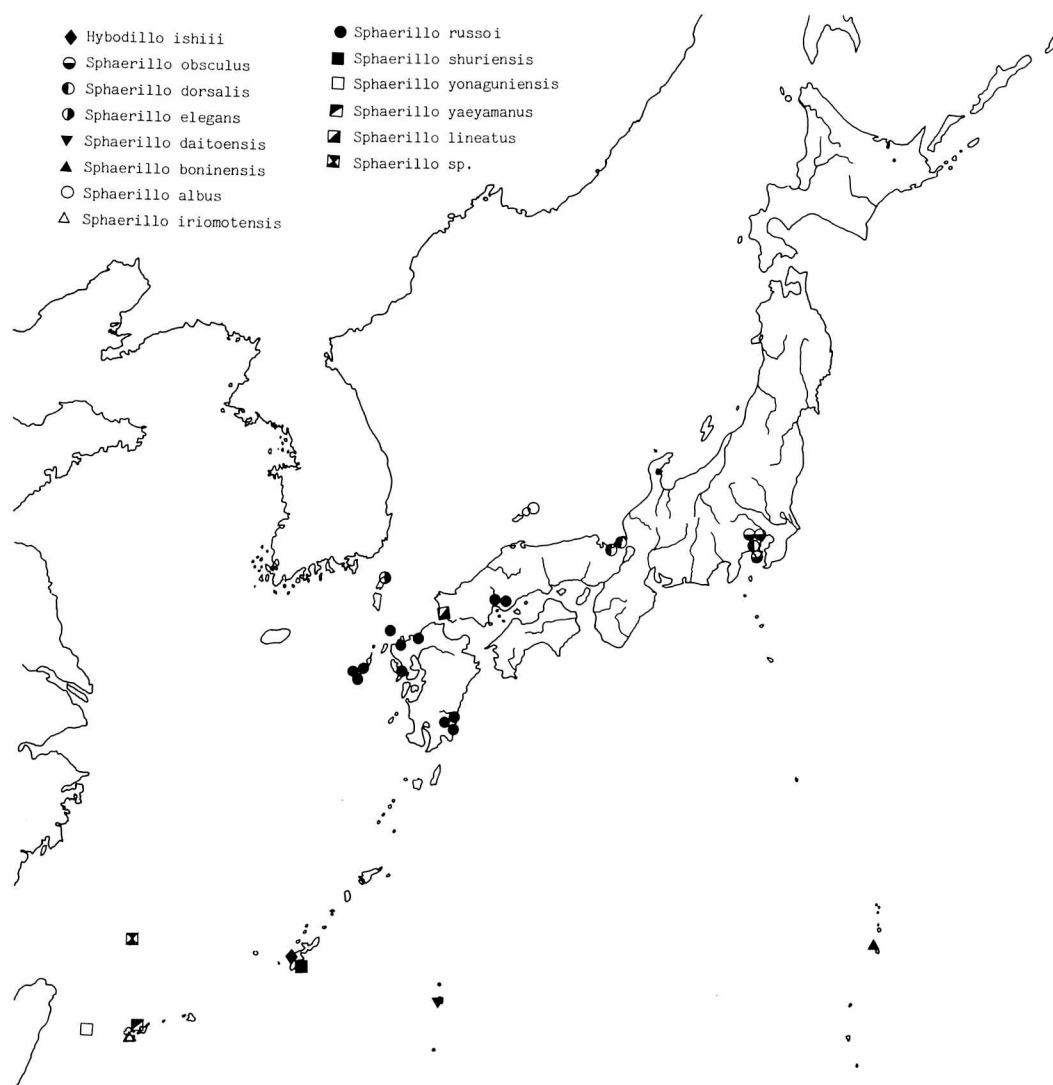 Hybodillo ishiii
Sphaerillo obsculus
Sphaerillo dorsalis
Sphaerillo elegans
Sphaerillo daitoensis
Sphaerillo boninensis
Sphaerillo albus
Sphaerillo iriomotensis
Sphaerillo russoi
Sphaerillo shuriensis
Sphaerillo yonaguniensis
Sphaerillo yaeyamanus
Sphaerillo lineatus
Sphaerillo sp.